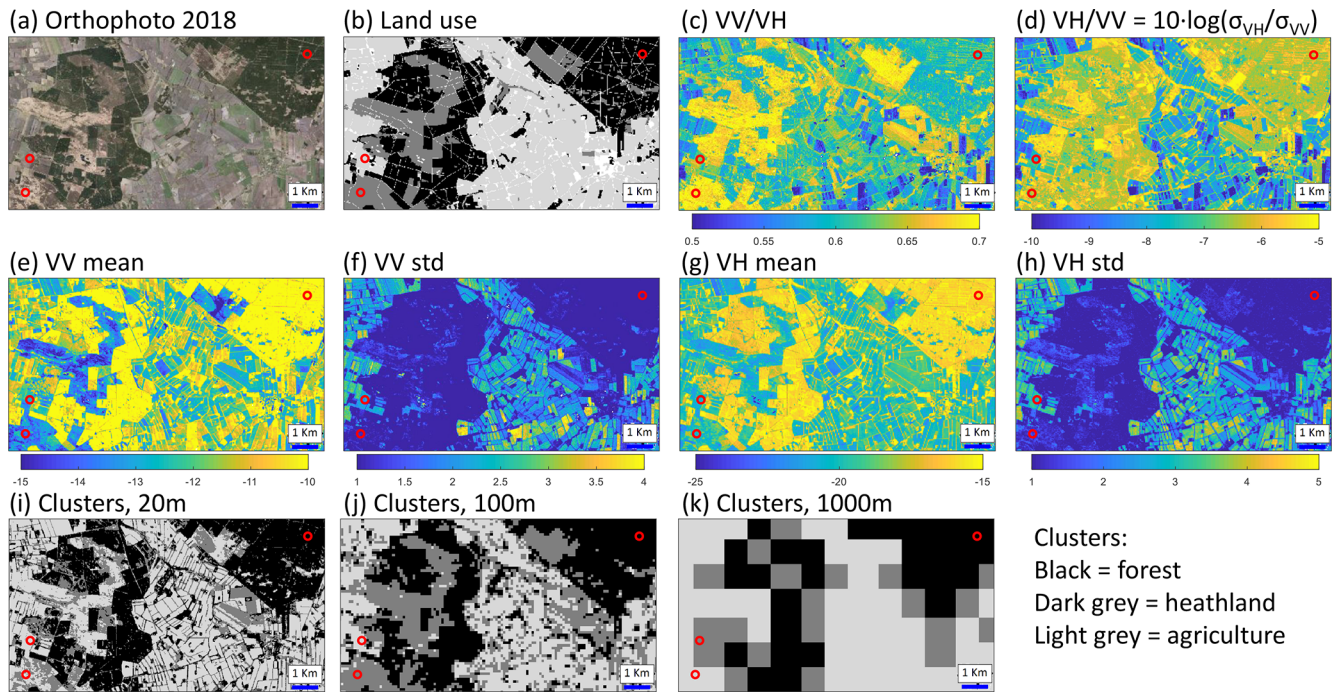 (a) Orthophoto 2018
(b) Land use
(c) VV/VH
(d) VH/VV = 10·log(σVH/σVV)
1 Km
1 Km
1 Km
1 Km
0.5 0.55 0.6 0.65 0.7
-10 -9 -8 -7 -6 -5
(e) VV mean
(f) VV std
(g) VH mean
(h) VH std
1 Km
1 Km
1 Km
1 Km
-15 -14 -13 -12 -11 -10
1 1.5 2 2.5 3 3.5 4
-25 -20 -15
1 2 3 4 5
(i) Clusters, 20m
(j) Clusters, 100m
(k) Clusters, 1000m
1 Km
1 Km
1 Km
Clusters:
Black = forest
Dark grey = heathland
Light grey = agriculture